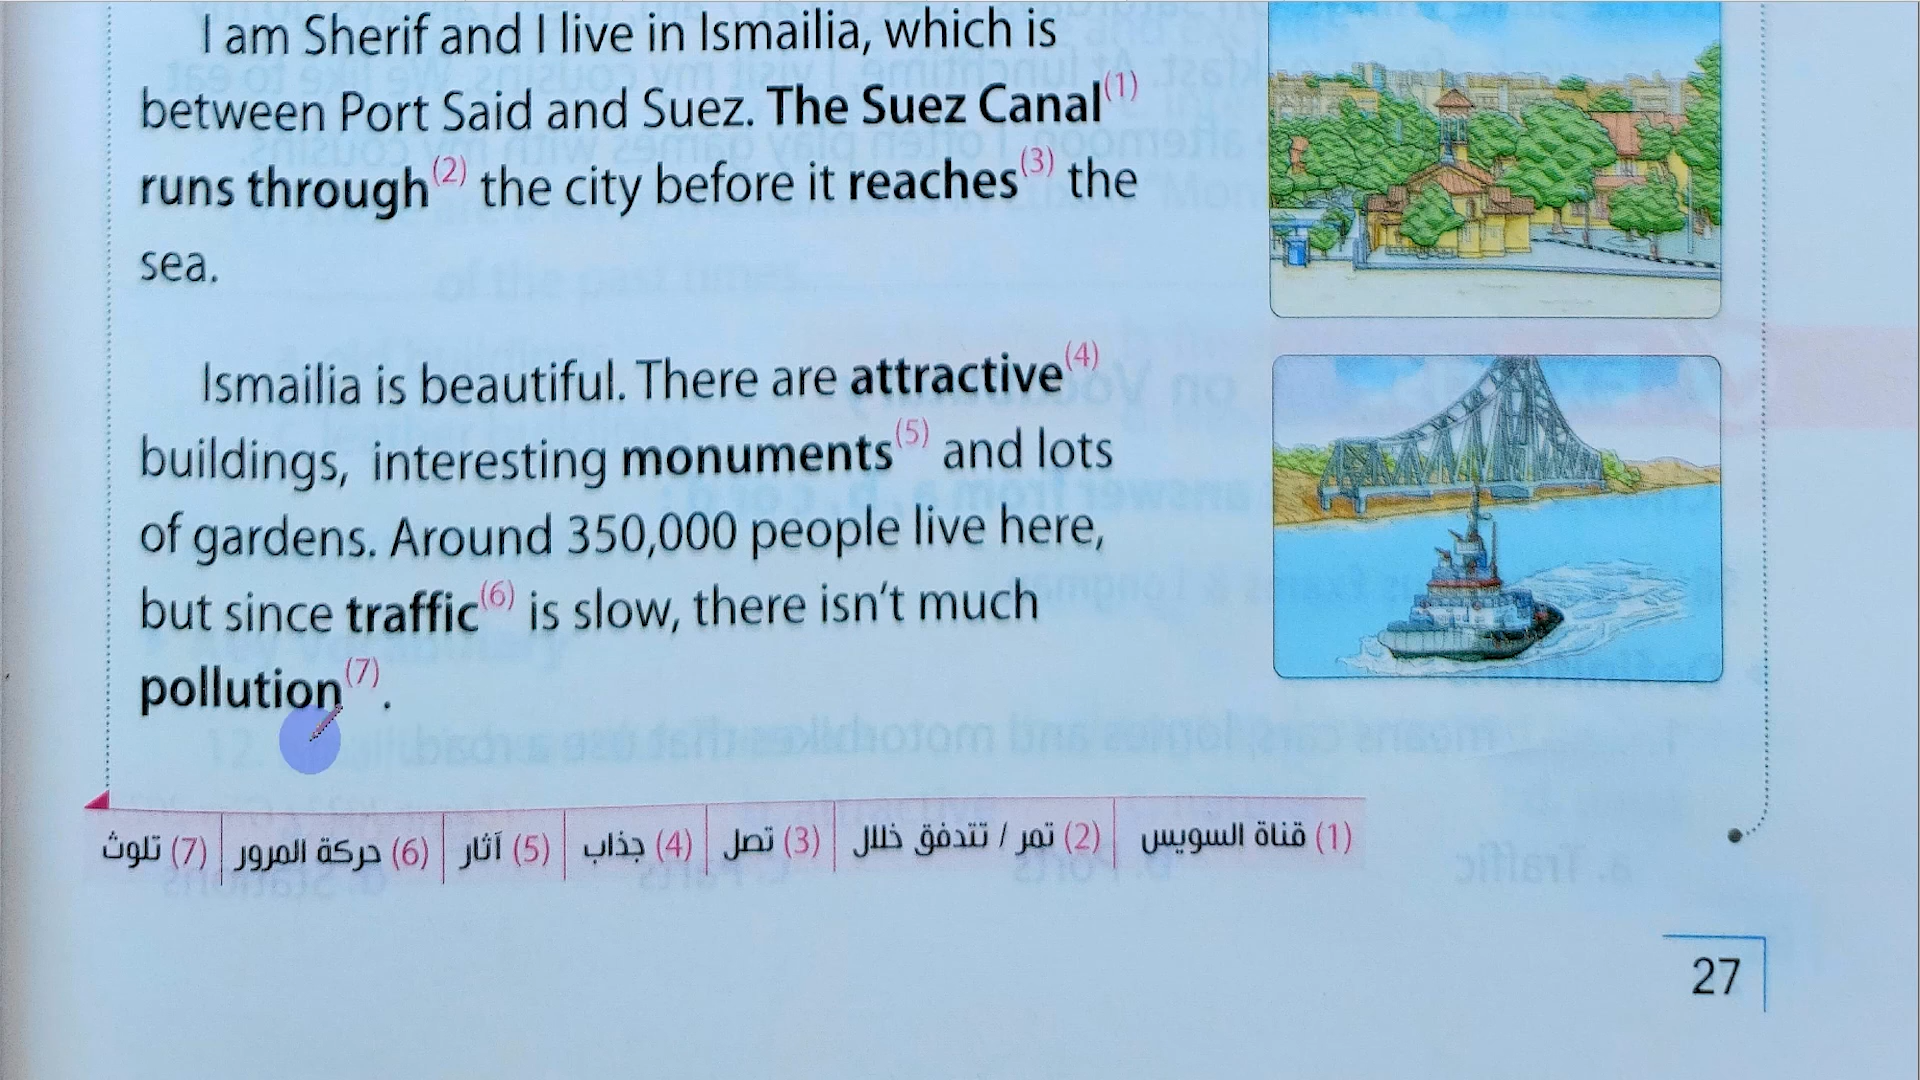 I am Sherif and I live in Ismailia, which is
between Port Said and Suez. The Suez Canal(1)
runs through(2) the city before it reaches(3) the
sea.
Ismailia is beautiful. There are attractive(4)
buildings, interesting monuments(5) and lots
of gardens. Around 350,000 people live here,
but since traffic(6) is slow, there isn't much
pollution(7).
(1) قناة السويس (2) تمر / تتدفق خلال (3) تصل (4) جذاب (5) آثار (6) حركة المرور (7) تلوث
27